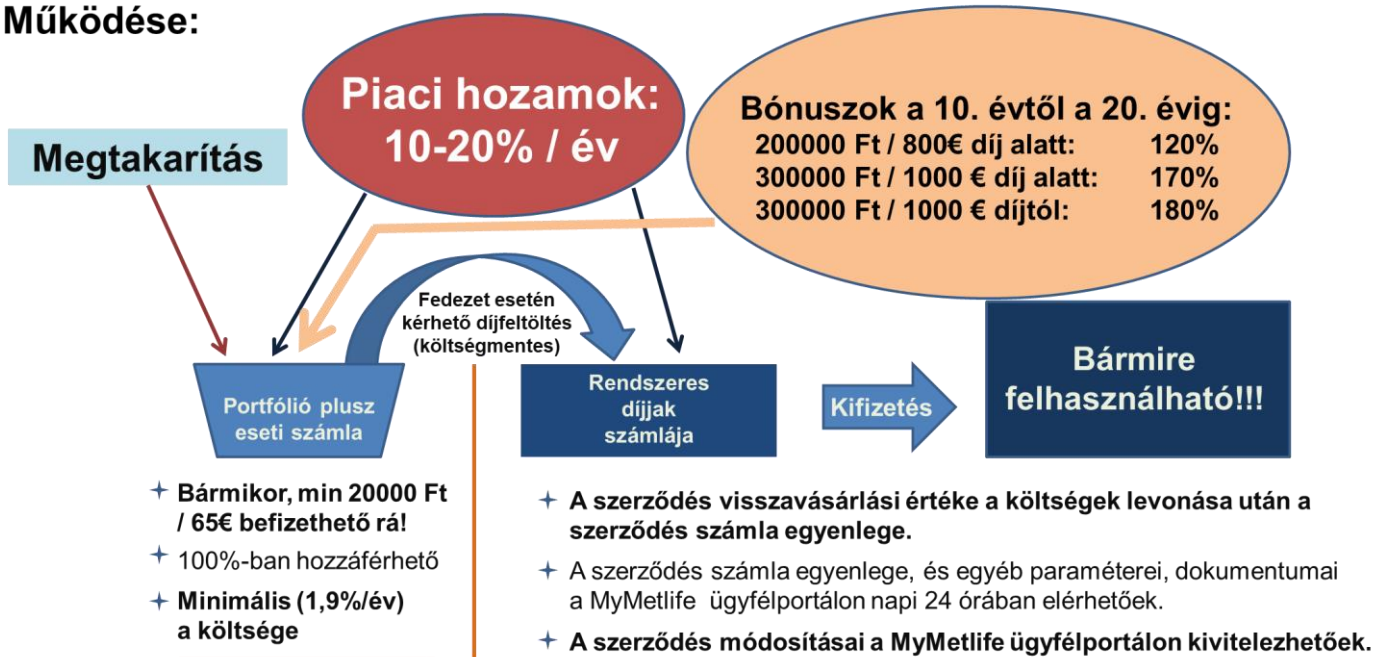 Működése:
Piaci hozamok:
10-20% / év
Bónuszok a 10. évtől a 20. évig:
200000 Ft / 800€ díj alatt: 120%
300000 Ft / 1000 € díj alatt: 170%
300000 Ft / 1000 € díjtól: 180%
Megtakarítás
Fedezet esetén
kérhető díjfeltöltés
(költségmentes)
Portfólió plusz
eseti számla
Rendszeres
díjjak
számlája
Kifizetés
Bármire
felhasználható!!!
Bármikor, min 20000 Ft
/ 65€ befizethető rá!
100%-ban hozzáférhető
Minimális (1,9%/év)
a költsége
A szerződés visszavásárlási értéke a költségek levonása után a
szerződés számla egyenlege.
A szerződés számla egyenlege, és egyéb paraméterei, dokumentumai
a MyMetlife ügyfélportálon napi 24 órában elérhetőek.
A szerződés módosításai a MyMetlife ügyfélportálon kivitelezhetőek.